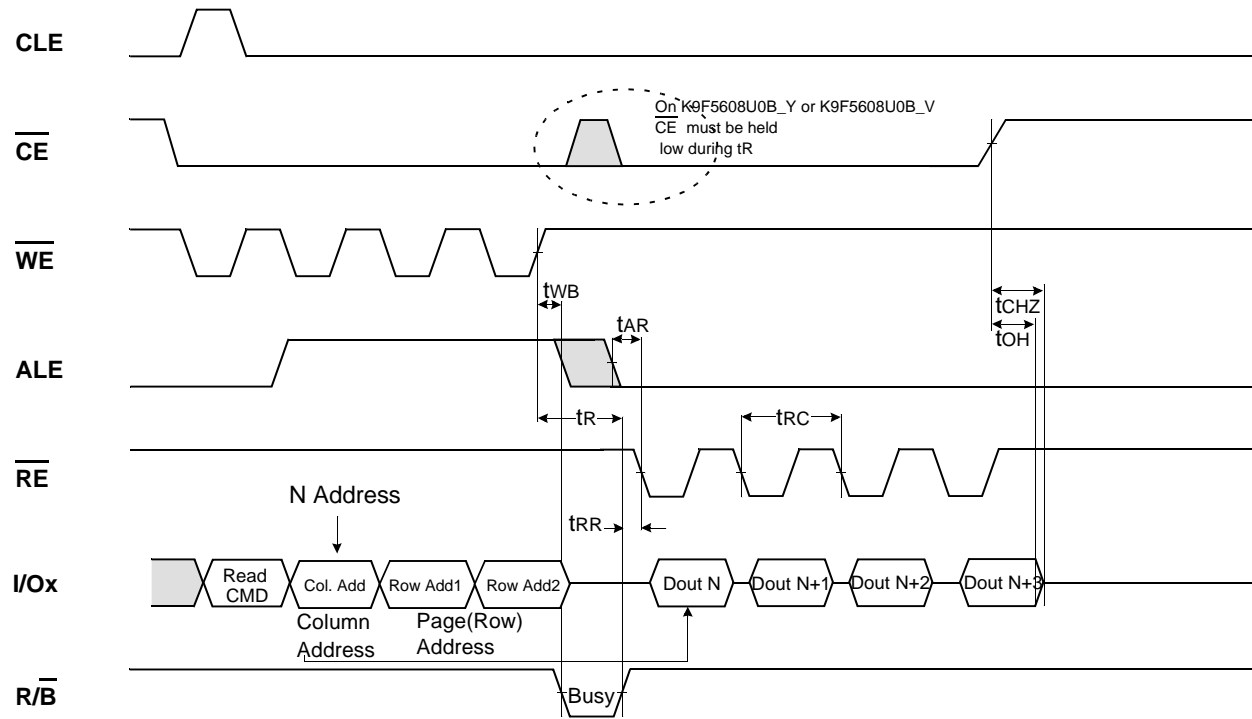 CLE
On K9F5608U0B_Y or K9F5608U0B_V
CE must be held
low during tR
CE
WE
tWB
tCHZ
tAR
tOH
ALE
tR
tRC
RE
N Address
tRR
I/Ox
Read
CMD
Col. Add
Row Add1
Row Add2
Dout N
Dout N+1
Dout N+2
Dout N+3
Column
Address
Page(Row)
Address
R/B
Busy